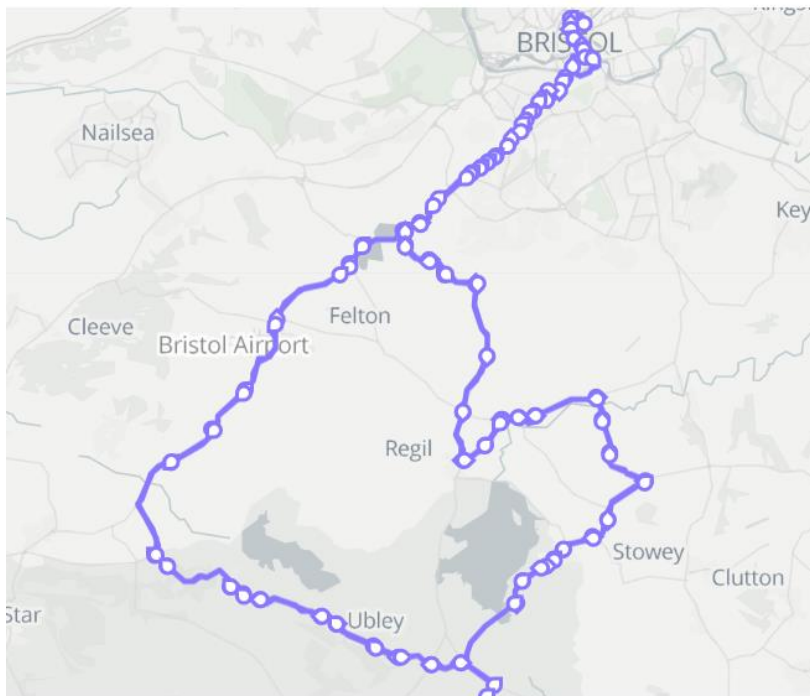 BRISTOL
Nailsea
Key
Felton
Cleeve
Bristol Airport
Regil
Stowey
Clutton
Star
Ubley